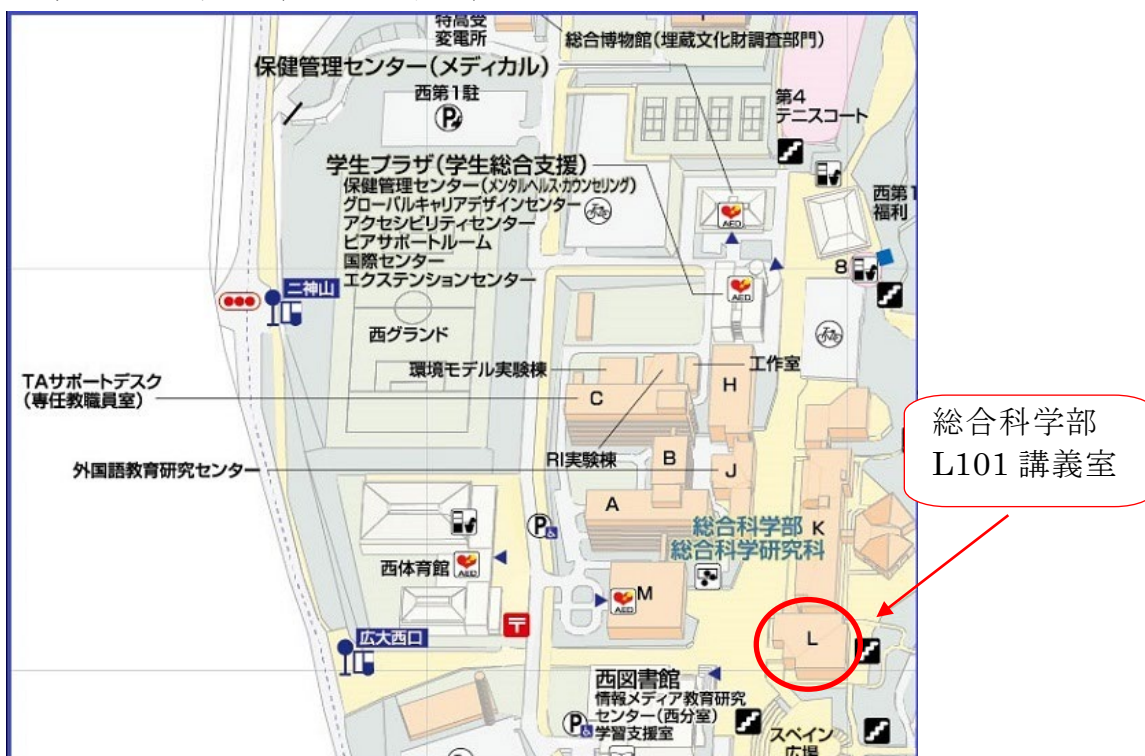 特高受
変電所
総合博物館(埋蔵文化財調査部門)
保健管理センター(メディカル)
西第1駐
P
第4
テニスコート
学生プラザ(学生総合支援)
保健管理センター(メンタルヘルス・カウンセリング)
グローバルキャリアデザインセンター
アクセシビリティセンター
ピアサポートルーム
国際センター
エクステンションセンター
AED
西第1
福利
8
AED
二神山
西グランド
環境モデル実験棟
工作室
TAサポートデスク
(専任教職員室)
C
H
総合科学部
L101 講義室
外国語教育研究センター
RI実験棟
B
J
A
P
総合科学部
総合科学研究科
K
西体育館
AED
AED
M
〒
広大西口
L
西図書館
情報メディア教育研究
センター(西分室)
学習支援室
P
スペイン
広場